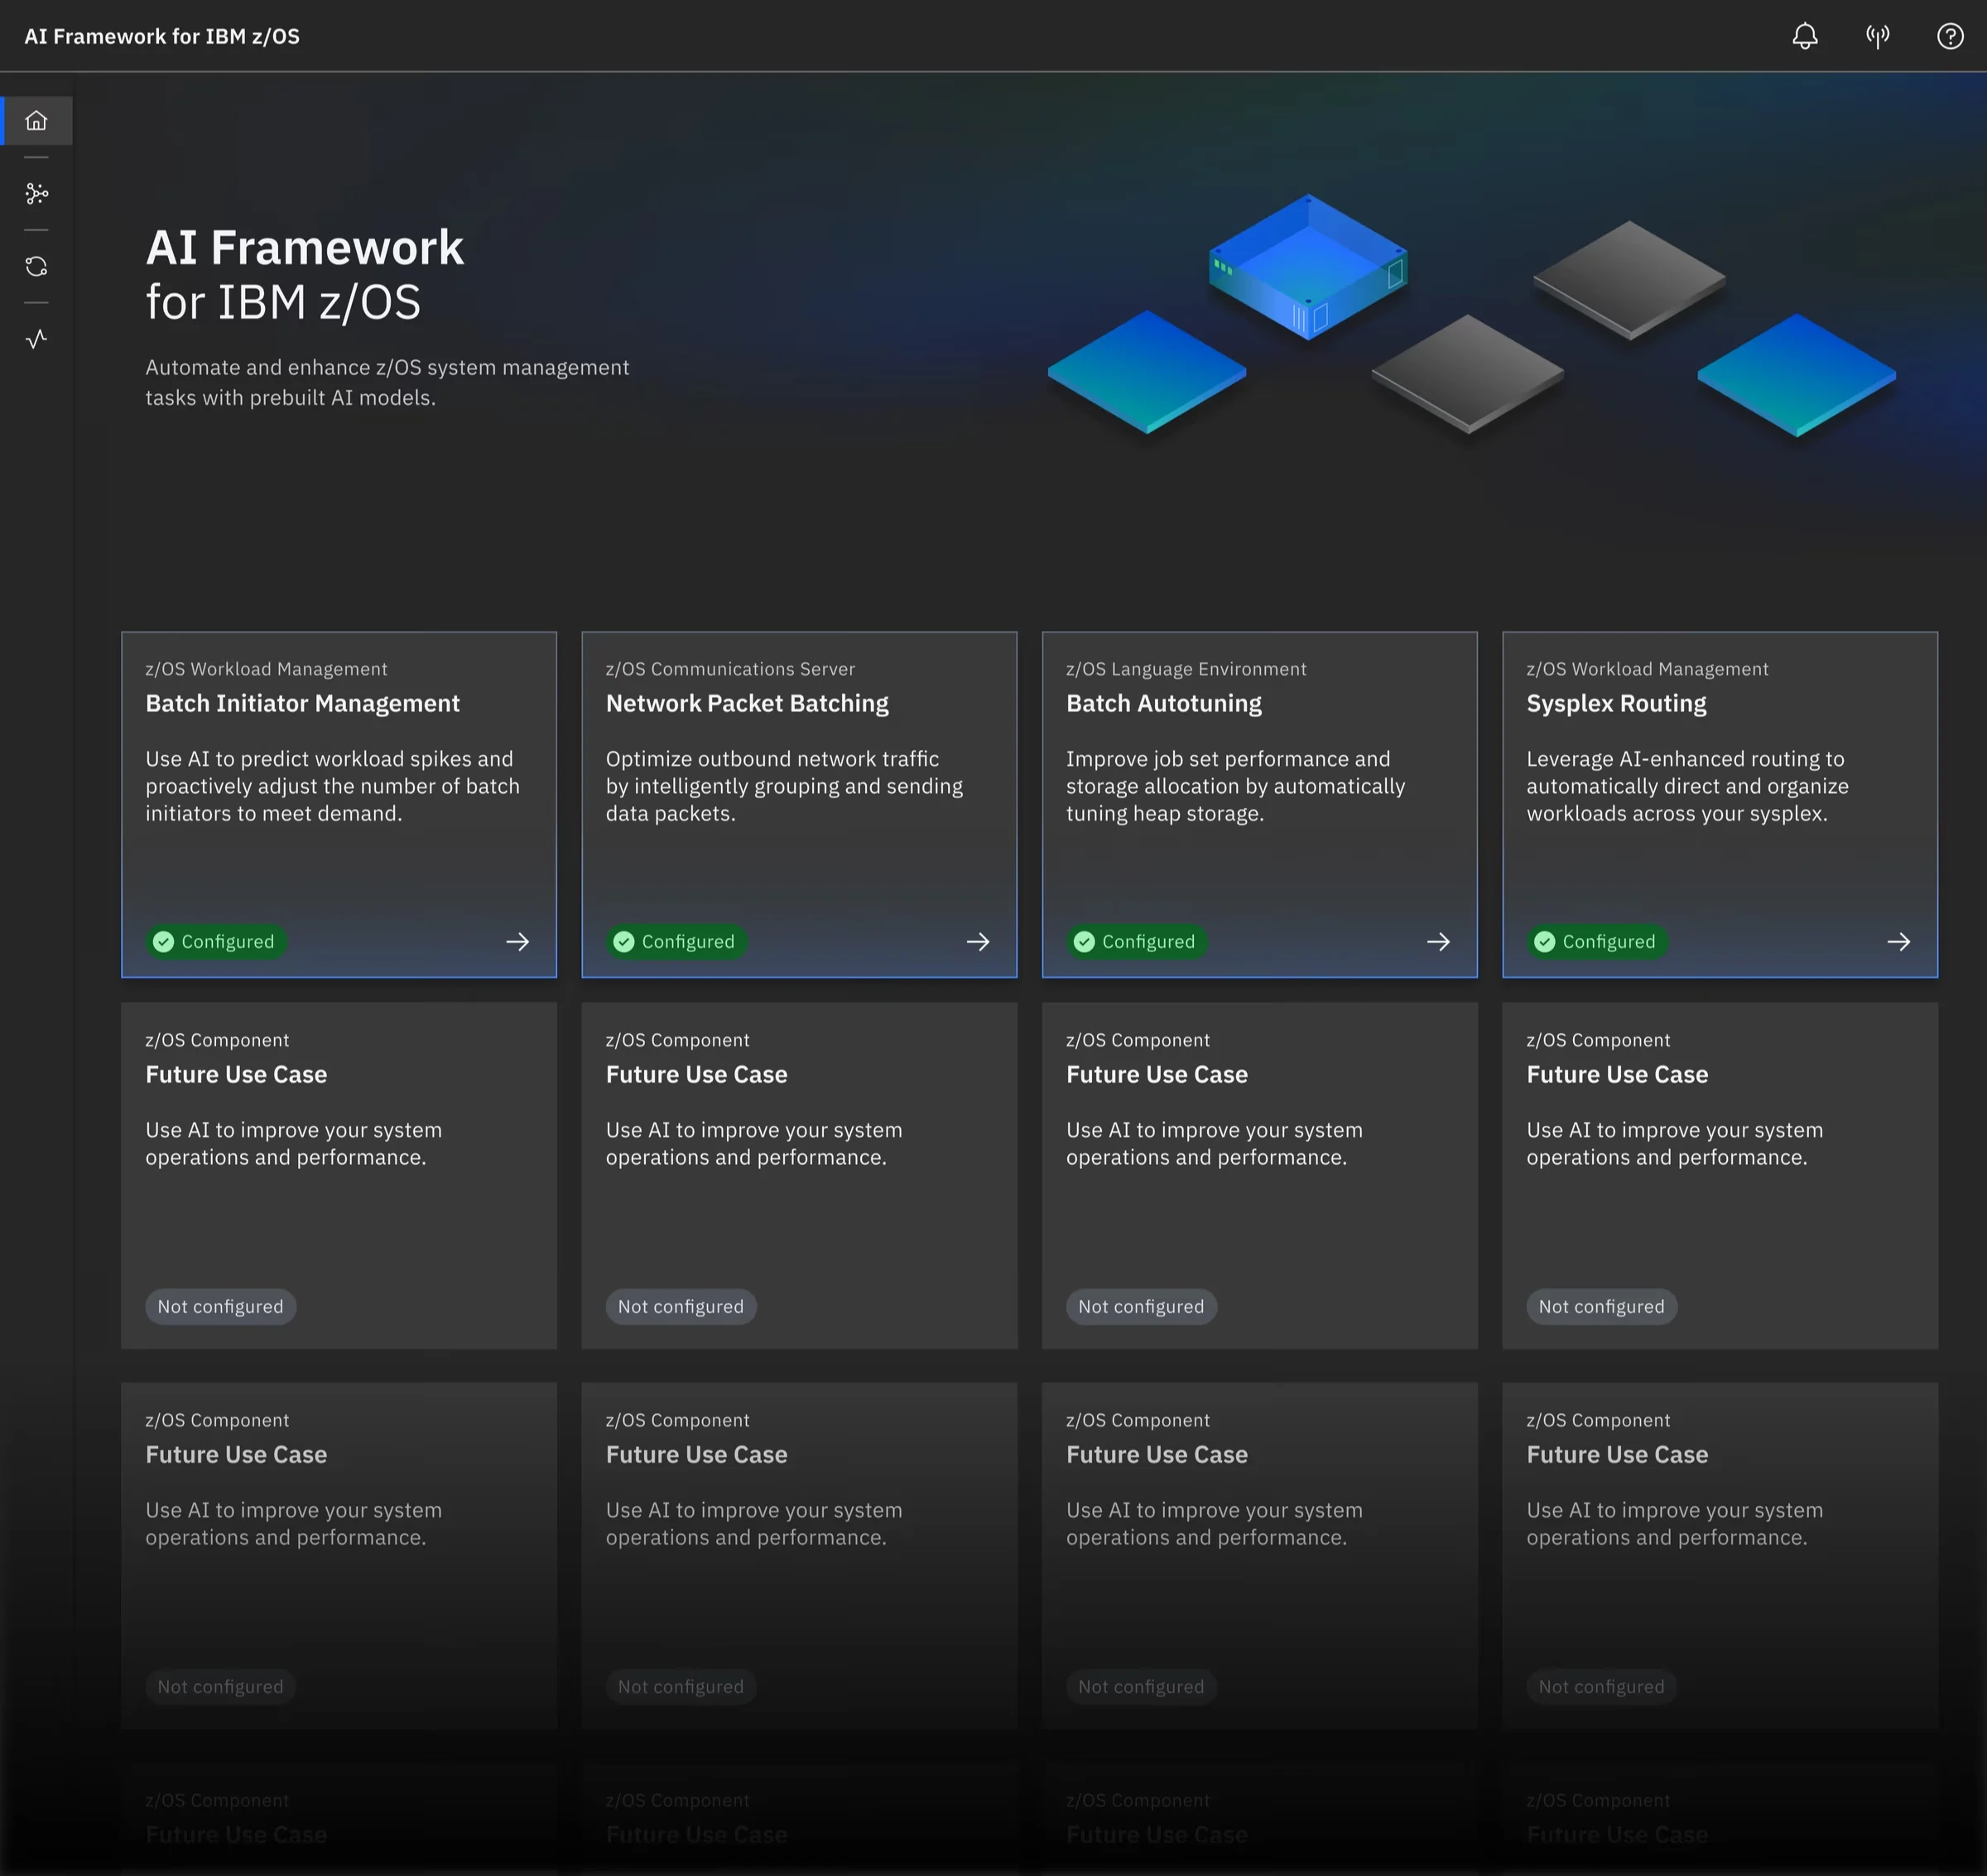 AI Framework for IBM z/OS
AI Framework
for IBM z/OS
Automate and enhance z/OS system management
tasks with prebuilt AI models.
z/OS Workload Management
Batch Initiator Management
Use AI to predict workload spikes and
proactively adjust the number of batch
initiators to meet demand.
Configured
z/OS Communications Server
Network Packet Batching
Optimize outbound network traffic
by intelligently grouping and sending
data packets.
Configured
z/OS Language Environment
Batch Autotuning
Improve job set performance and
storage allocation by automatically
tuning heap storage.
Configured
z/OS Workload Management
Sysplex Routing
Leverage AI-enhanced routing to
automatically direct and organize
workloads across your sysplex.
Configured
z/OS Component
Future Use Case
Use AI to improve your system
operations and performance.
Not configured
z/OS Component
Future Use Case
Use AI to improve your system
operations and performance.
Not configured
z/OS Component
Future Use Case
Use AI to improve your system
operations and performance.
Not configured
z/OS Component
Future Use Case
Use AI to improve your system
operations and performance.
Not configured
z/OS Component
Future Use Case
Use AI to improve your system
operations and performance.
Not configured
z/OS Component
Future Use Case
Use AI to improve your system
operations and performance.
Not configured
z/OS Component
Future Use Case
Use AI to improve your system
operations and performance.
Not configured
z/OS Component
Future Use Case
Use AI to improve your system
operations and performance.
Not configured
z/OS Component
Future Use Case
z/OS Component
Future Use Case
z/OS Component
Future Use Case
z/OS Component
Future Use Case